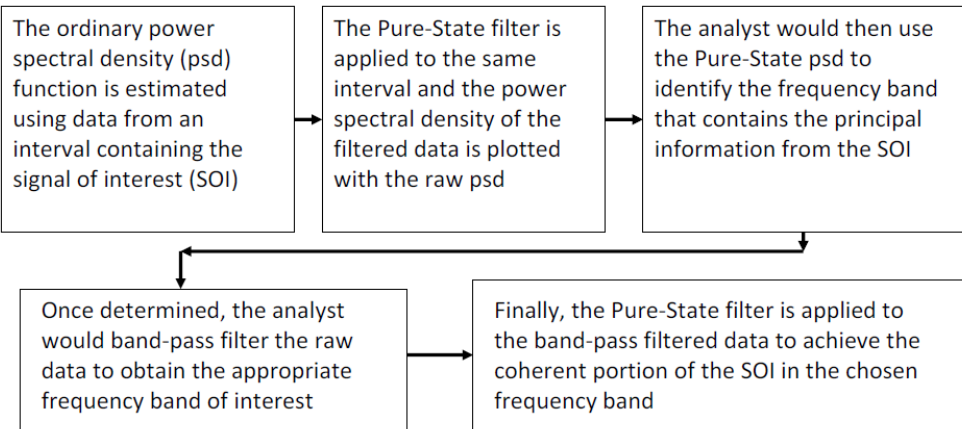 The ordinary power
spectral density (psd)
function is estimated
using data from an
interval containing the
signal of interest (SOI)
The Pure-State filter is
applied to the same
interval and the power
spectral density of the
filtered data is plotted
with the raw psd
The analyst would then use
the Pure-State psd to
identify the frequency band
that contains the principal
information from the SOI
Once determined, the analyst
would band-pass filter the raw
data to obtain the appropriate
frequency band of interest
Finally, the Pure-State filter is applied to
the band-pass filtered data to achieve the
coherent portion of the SOI in the chosen
frequency band